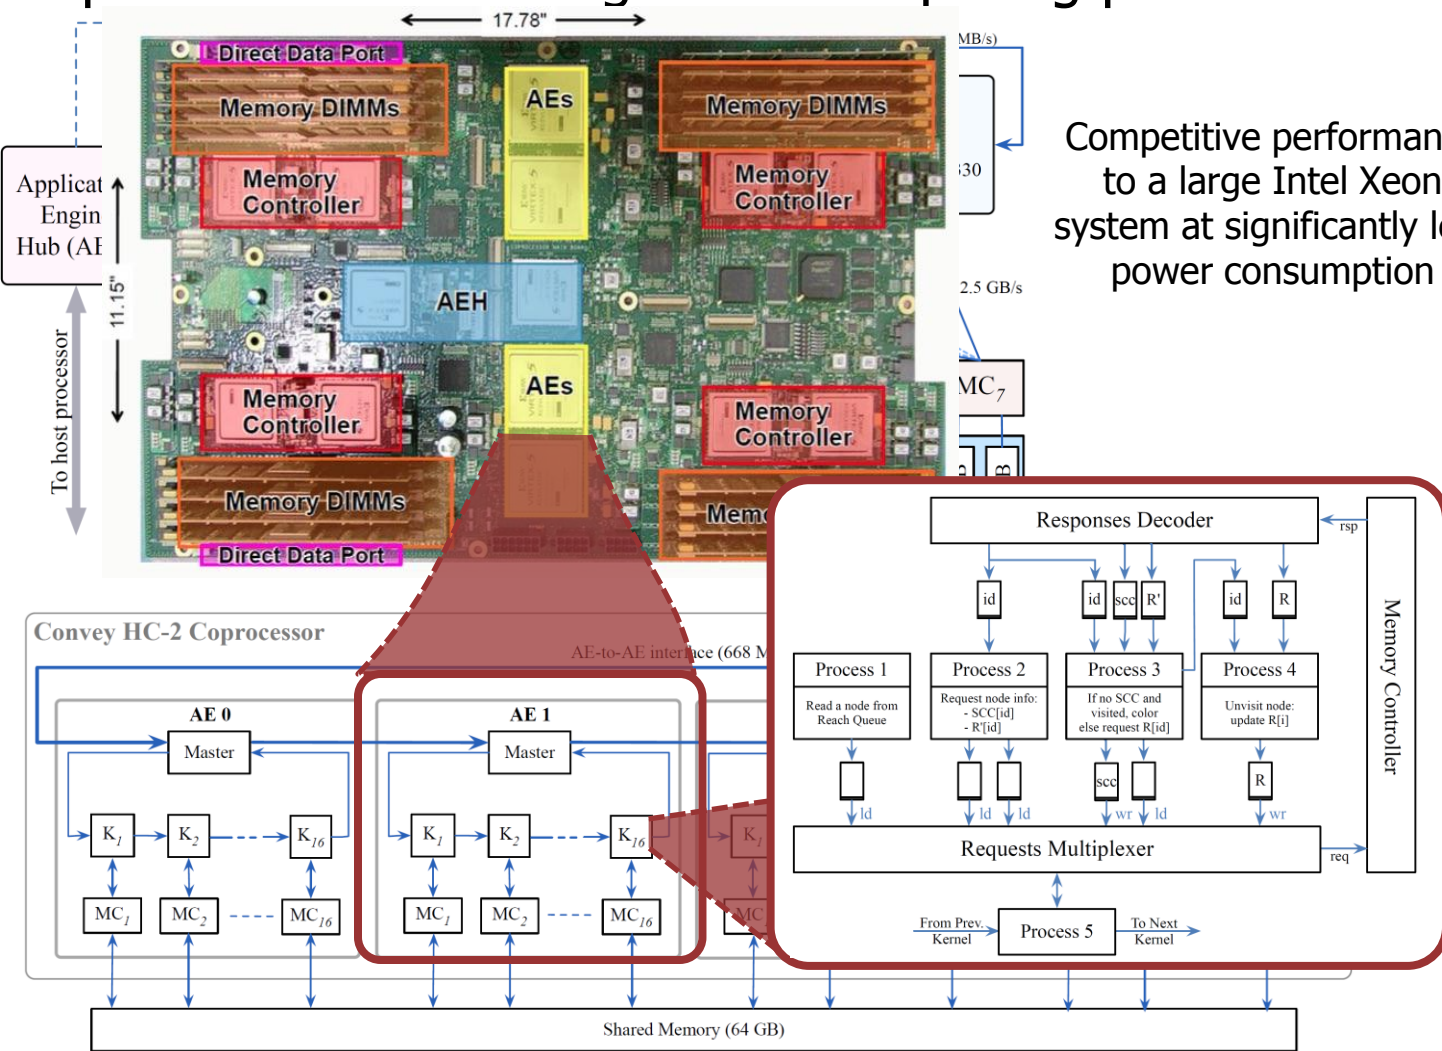 17.78"
11.15"
Direct Data Port
Memory DIMMs
AEs
Memory DIMMs
Memory
Controller
Memory
Controller
AEH
Memory
Controller
AEs
Memory
Controller
Memory DIMMs
Direct Data Port
MB/s)
2.5 GB/s
MC7
B
Hub
To host processor
Competitive
to a large Intel Xeon
system at significantly
power consumption
Convey HC-2 Coprocessor
AE-to-AE interface (668
AE 0
Master
K1
K2
K16
MC1
MC2
MC16
AE 1
Master
K1
K2
K16
MC1
MC2
MC16
K1
MC
Shared Memory (64 GB)
Responses Decoder
rsp
id
id
scc
R'
id
R
Memory Controller
Process 1
Read a node from
Reach Queue
Process 2
Request node info:
- SCC[id]
- R'[id]
Process 3
If no SCC and
visited, color
else request R[id]
Process 4
Unvisit node:
update R[i]
scc
R
ld
ld
ld
wr
ld
wr
Requests Multiplexer
req
From Prev.
Kernel
Process 5
To Next
Kernel